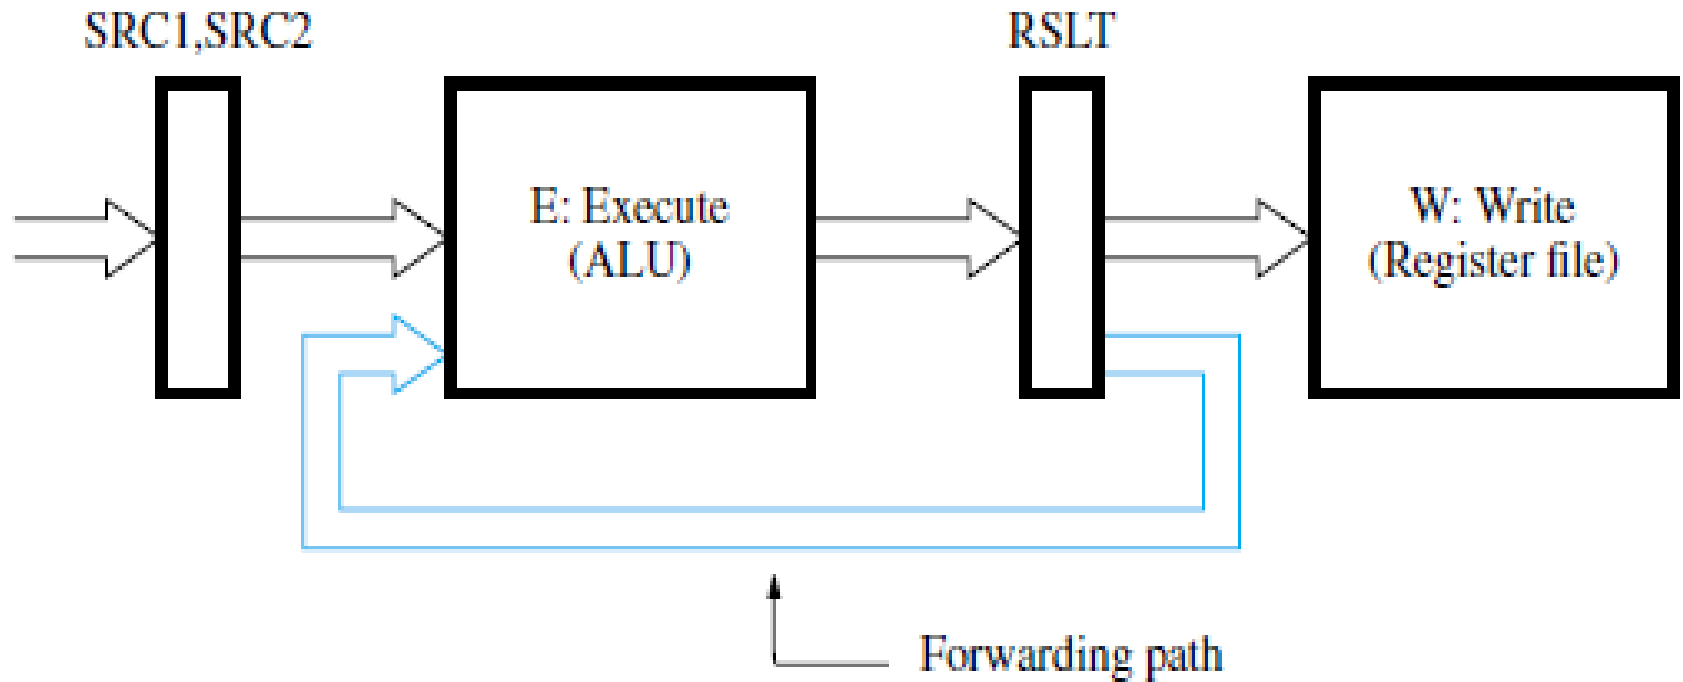 SRC1,SRC2
RSLT
E: Execute
(ALU)
W: Write
(Register file)
Forwarding path